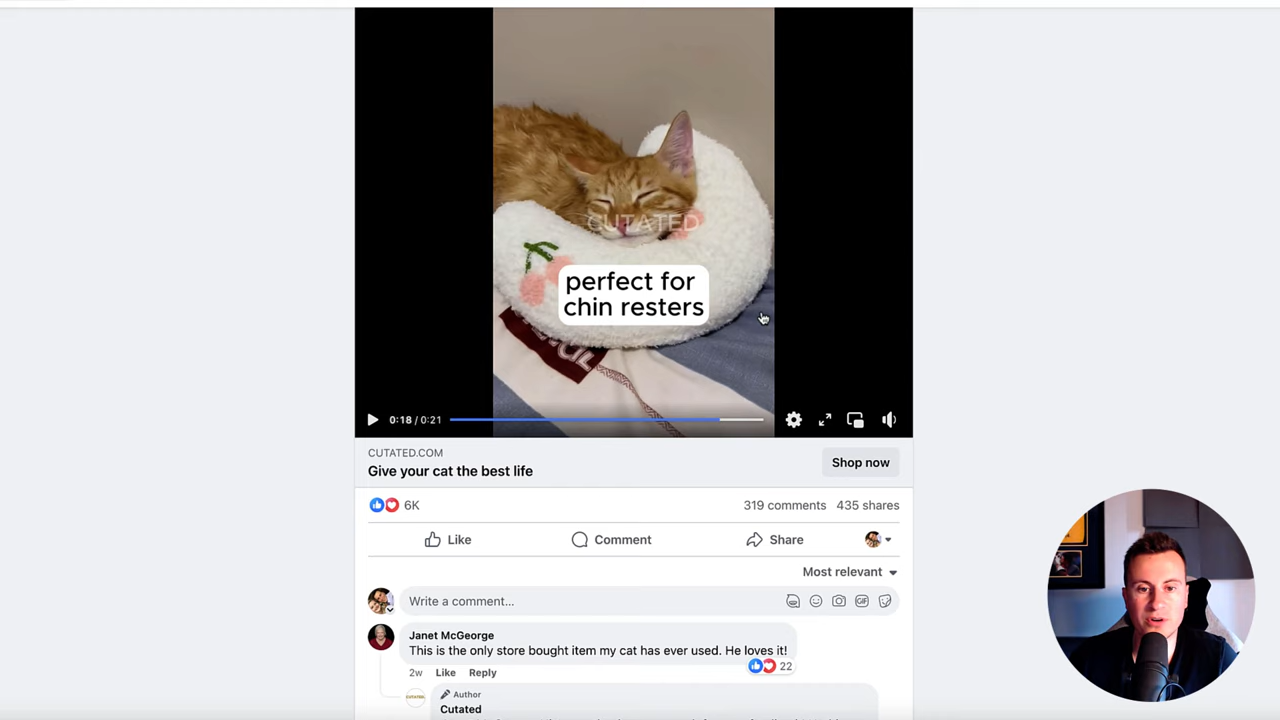 CUTATED
perfect for
chin resters
0:18 / 0:21
CUTATED.COM
Give your cat the best life
Shop now
6K
319 comments 435 shares
Like
Comment
Share
Most relevant
Write a comment...
GIF
Janet McGeorge
This is the only store bought item my cat has ever used. He loves it!
22
2w Like Reply
Author
Cutated